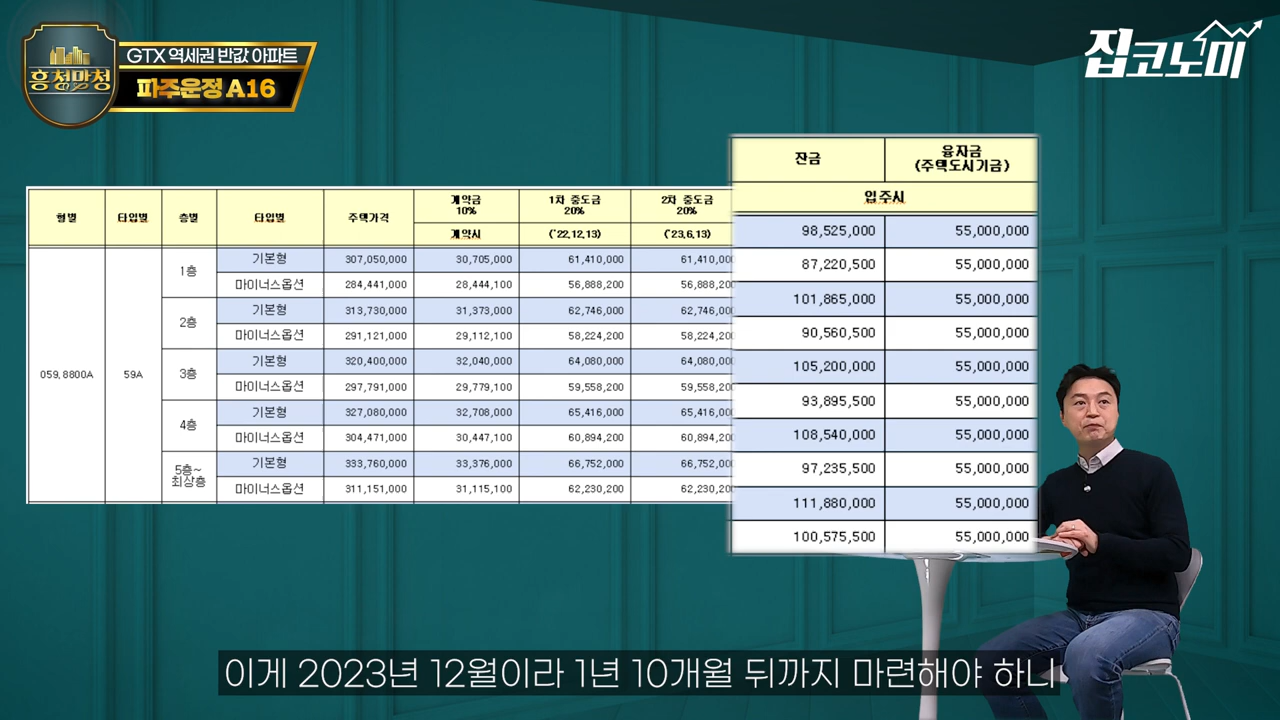 흥청망청
GTX 역세권 반값 아파트
파주운정 A16
집코노미
형별 타입별 층별 타입별 주택가격 계약금 10% 1차 중도금 20% 2차 중도금 20% 잔금 융자금 (주택도시기금)
계약시 ('22.12.13) ('23.6.13) 입주시
059.8800A 59A
1층 기본형 307,050,000 30,705,000 61,410,000 61,410,000 98,525,000 55,000,000
마이너스옵션 284,441,000 28,444,100 56,888,200 56,888,200 87,220,500 55,000,000
2층 기본형 313,730,000 31,373,000 62,746,000 62,746,000 101,865,000 55,000,000
마이너스옵션 291,121,000 29,112,100 58,224,200 58,224,200 90,560,500 55,000,000
3층 기본형 320,400,000 32,040,000 64,080,000 64,080,000 105,200,000 55,000,000
마이너스옵션 297,791,000 29,779,100 59,558,200 59,558,200 93,895,500 55,000,000
4층 기본형 327,080,000 32,708,000 65,416,000 65,416,000 108,540,000 55,000,000
마이너스옵션 304,471,000 30,447,100 60,894,200 60,894,200 97,235,500 55,000,000
5층~ 최상층 기본형 333,760,000 33,376,000 66,752,000 66,752,000 111,880,000 55,000,000
마이너스옵션 311,151,000 31,115,100 62,230,200 62,230,200 100,575,500 55,000,000
이게 2023년 12월이라 1년 10개월 뒤까지 마련해야 하니